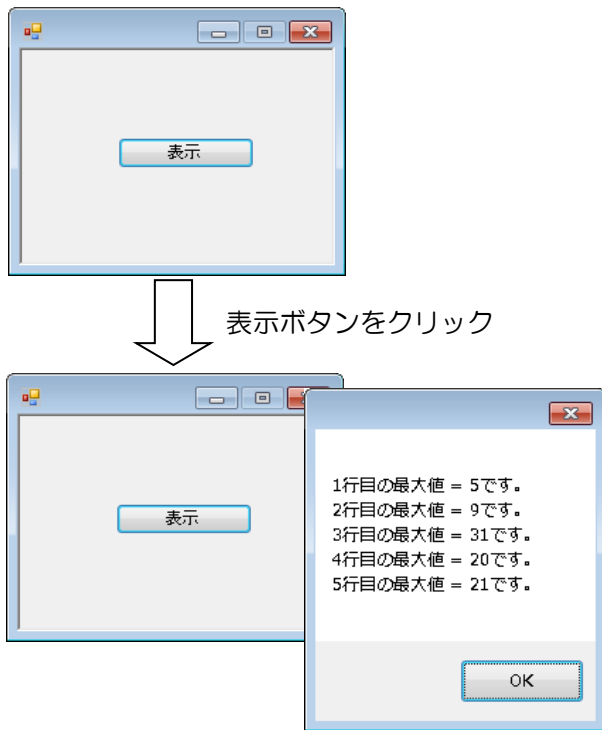 表示
表示ボタンをクリック
表示
1行目の最大値 = 5です。
2行目の最大値 = 9です。
3行目の最大値 = 31です。
4行目の最大値 = 20です。
5行目の最大値 = 21です。
OK